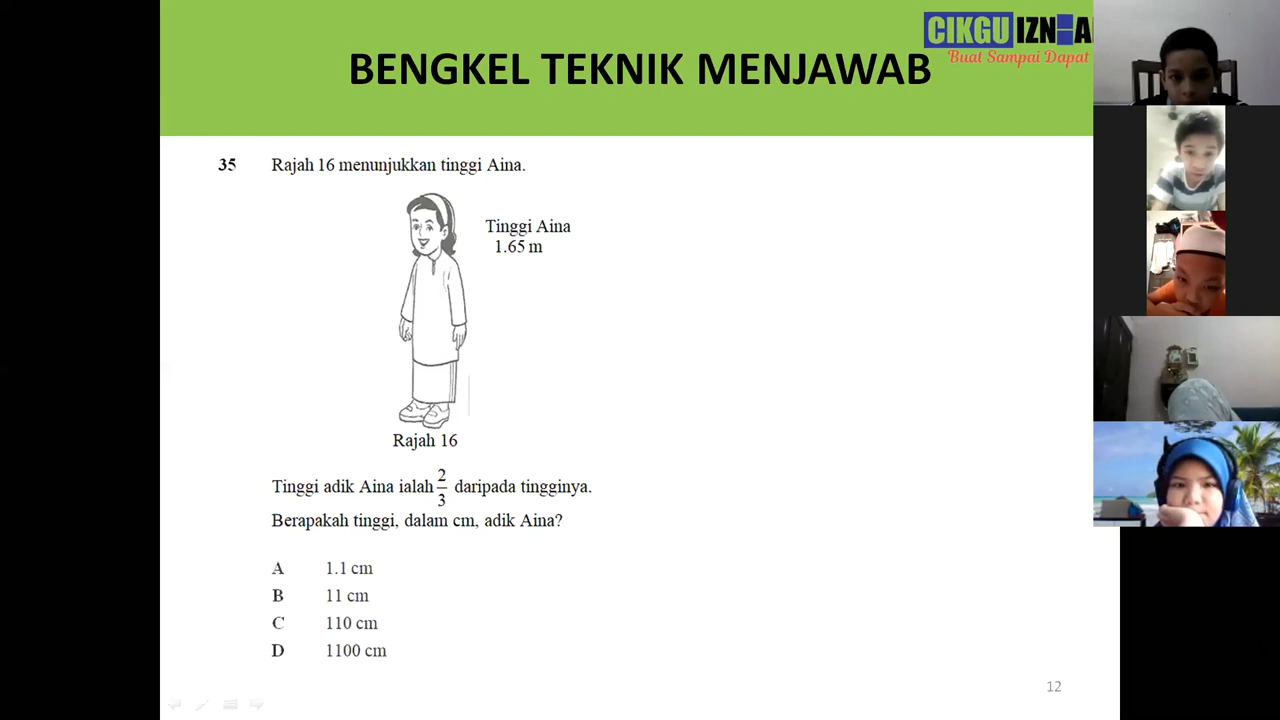 CIKGU IZN
Buat Sampai Dapat
BENGKEL TEKNIK MENJAWAB
35 Rajah 16 menunjukkan tinggi Aina.
Tinggi Aina
1.65 m
Rajah 16
Tinggi adik Aina ialah 2/3 daripada tingginya.
Berapakah tinggi, dalam cm, adik Aina?
A 1.1 cm
B 11 cm
C 110 cm
D 1100 cm
12